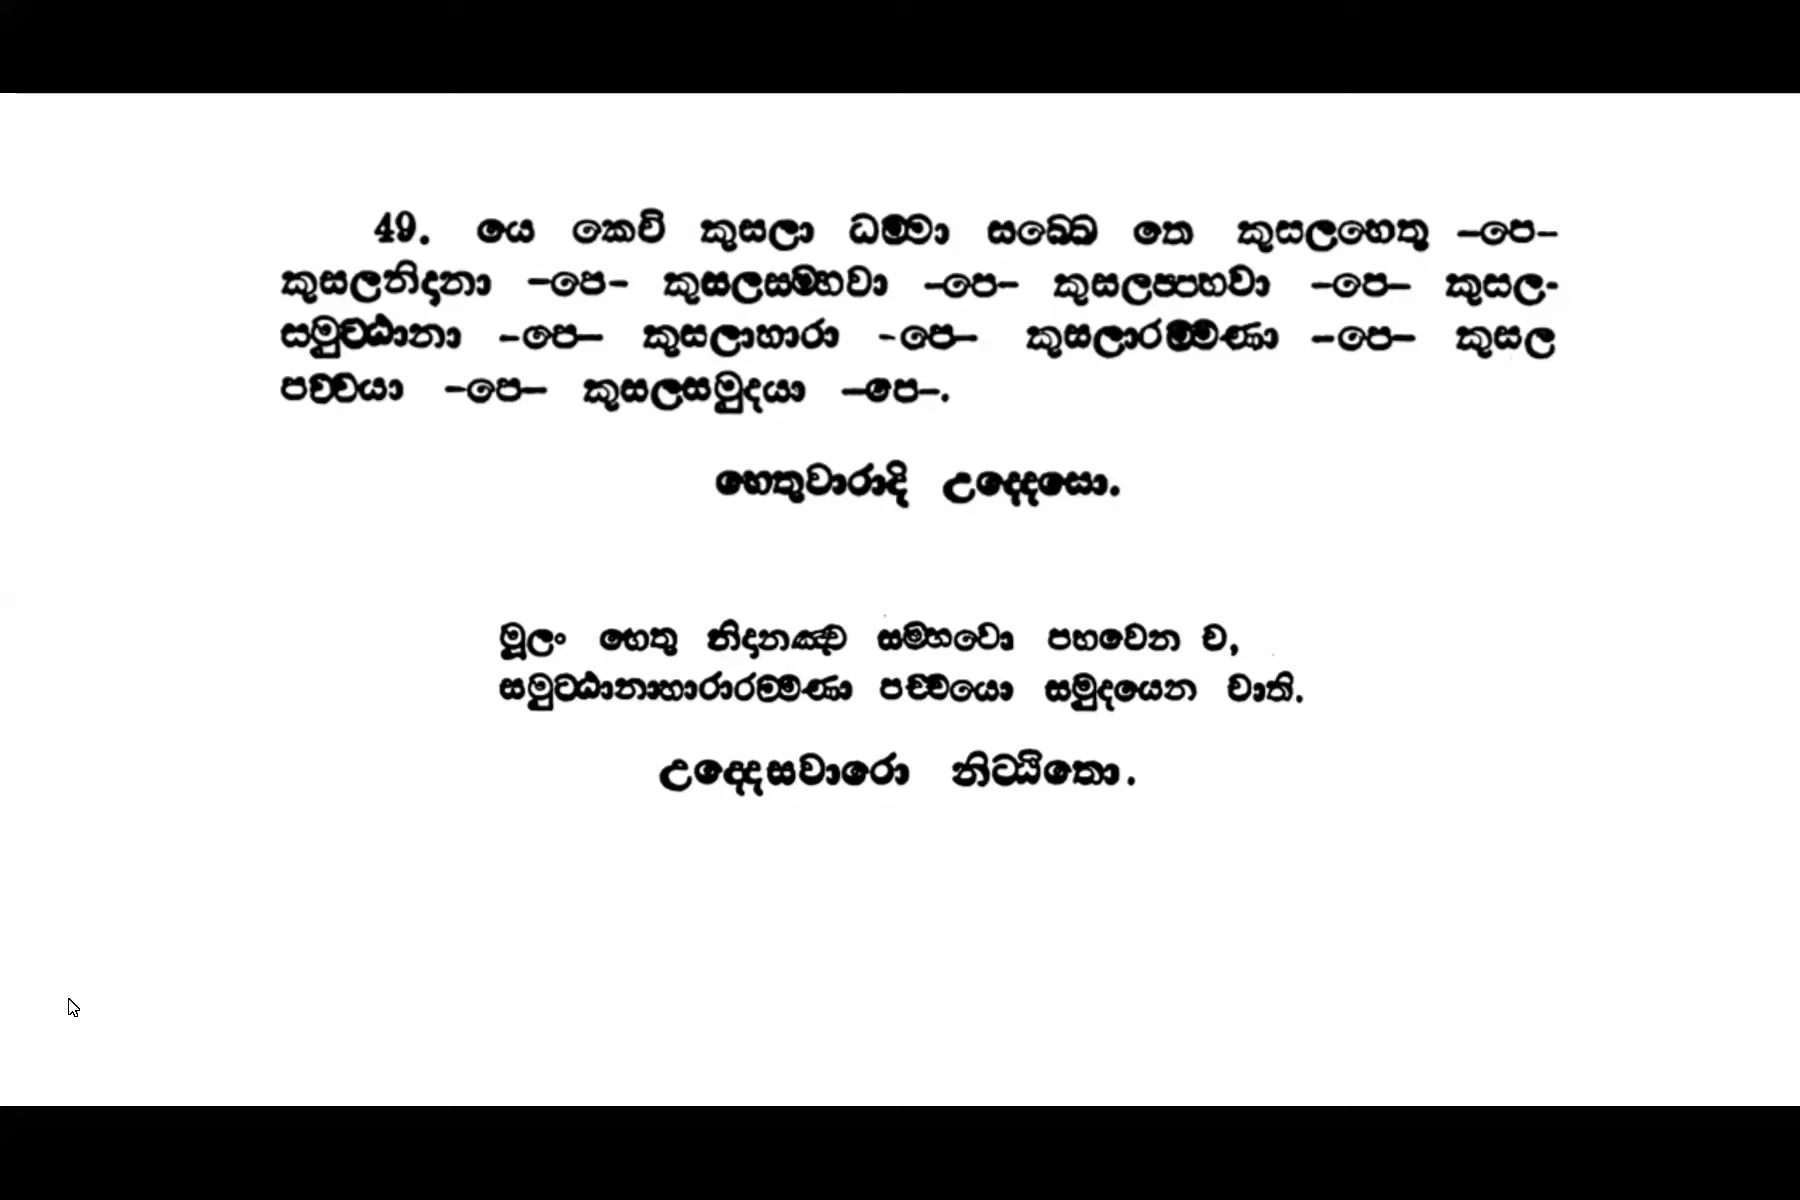 49. යෙ කෙචි කුසලා ධම්මා සබ්බෙ තෙ කුසලහෙතු –පෙ–
කුසලනිදානා –පෙ- කුසලසම්භවා –පෙ– කුසලප්පභවා –පෙ– කුසල-
සමුට්ඨානා -පෙ– කුසලාහාරා -පෙ– කුසලාරම්මණා –පෙ– කුසල
පච්චයා –පෙ– කුසලසමුදයා –පෙ–.
හෙතුවාරාදි උද්දෙසො.
මූලං හෙතු නිදානඤ්ච සම්භවො පභවෙන ච,
සමුට්ඨානාහාරාරම්මණා පච්චයො සමුදයෙන චාති.
උද්දෙසවාරො නිට්ඨිතො.